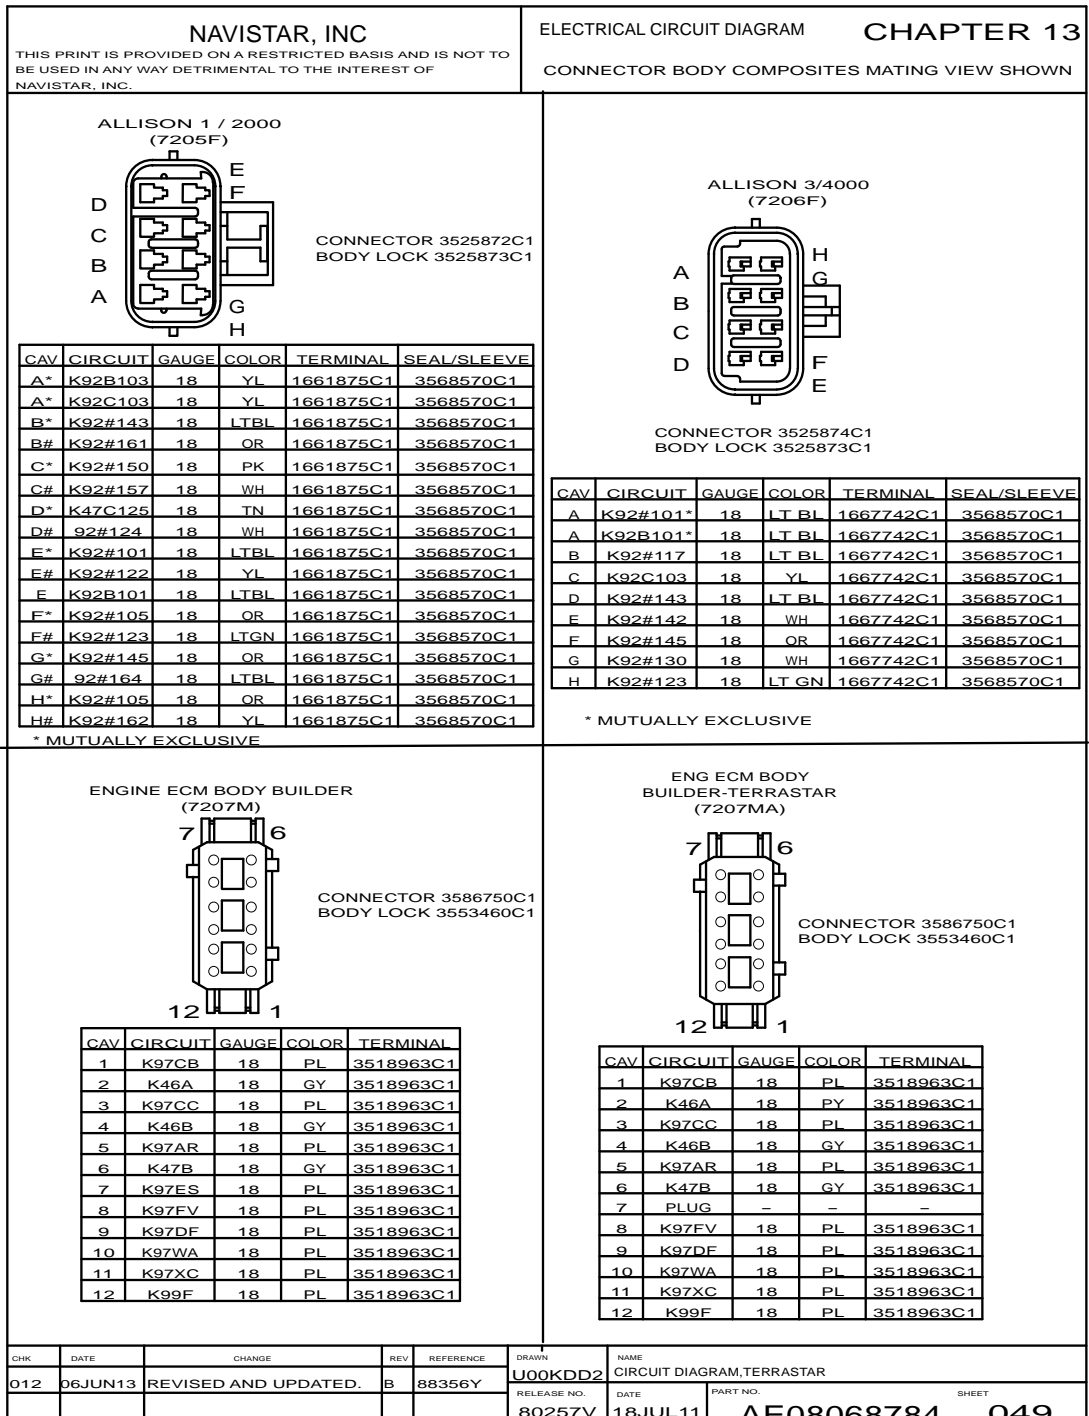 NAVISTAR, INC
THIS PRINT IS PROVIDED ON A RESTRICTED BASIS AND IS NOT TO
BE USED IN ANY WAY DETRIMENTAL TO THE INTEREST OF
NAVISTAR, INC.
ELECTRICAL CIRCUIT DIAGRAM CHAPTER 13
CONNECTOR BODY COMPOSITES MATING VIEW SHOWN
ALLISON 1 / 2000
(7205F)
E
F
D
C
B
A
G
H
CONNECTOR 3525872C1
BODY LOCK 3525873C1
CAV CIRCUIT GAUGE COLOR TERMINAL SEAL/SLEEVE
A* K92B103 18 YL 1661875C1 3568570C1
A* K92C103 18 YL 1661875C1 3568570C1
B* K92#143 18 LTBL 1661875C1 3568570C1
B# K92#161 18 OR 1661875C1 3568570C1
C* K92#150 18 PK 1661875C1 3568570C1
C# K92#157 18 WH 1661875C1 3568570C1
D* K47C125 18 TN 1661875C1 3568570C1
D# 92#124 18 WH 1661875C1 3568570C1
E* K92#101 18 LTBL 1661875C1 3568570C1
E# K92#122 18 YL 1661875C1 3568570C1
E K92B101 18 LTBL 1661875C1 3568570C1
F* K92#105 18 OR 1661875C1 3568570C1
F# K92#123 18 LTGN 1661875C1 3568570C1
G* K92#145 18 OR 1661875C1 3568570C1
G# 92#164 18 LTBL 1661875C1 3568570C1
H* K92#105 18 OR 1661875C1 3568570C1
H# K92#162 18 YL 1661875C1 3568570C1
* MUTUALLY EXCLUSIVE
ALLISON 3/4000
(7206F)
H
A
G
B
C
D
F
E
CONNECTOR 3525874C1
BODY LOCK 3525873C1
CAV CIRCUIT GAUGE COLOR TERMINAL SEAL/SLEEVE
A K92#101* 18 LT BL 1667742C1 3568570C1
A K92B101* 18 LT BL 1667742C1 3568570C1
B K92#117 18 LT BL 1667742C1 3568570C1
C K92C103 18 YL 1667742C1 3568570C1
D K92#143 18 LT BL 1667742C1 3568570C1
E K92#142 18 WH 1667742C1 3568570C1
F K92#145 18 OR 1667742C1 3568570C1
G K92#130 18 WH 1667742C1 3568570C1
H K92#123 18 LT GN 1667742C1 3568570C1
* MUTUALLY EXCLUSIVE
ENGINE ECM BODY BUILDER
(7207M)
7 6
CONNECTOR 3586750C1
BODY LOCK 3553460C1
12 1
CAV CIRCUIT GAUGE COLOR TERMINAL
1 K97CB 18 PL 3518963C1
2 K46A 18 GY 3518963C1
3 K97CC 18 PL 3518963C1
4 K46B 18 GY 3518963C1
5 K97AR 18 PL 3518963C1
6 K47B 18 GY 3518963C1
7 K97ES 18 PL 3518963C1
8 K97FV 18 PL 3518963C1
9 K97DF 18 PL 3518963C1
10 K97WA 18 PL 3518963C1
11 K97XC 18 PL 3518963C1
12 K99F 18 PL 3518963C1
ENG ECM BODY
BUILDER-TERRASTAR
(7207MA)
7 6
CONNECTOR 3586750C1
BODY LOCK 3553460C1
12 1
CAV CIRCUIT GAUGE COLOR TERMINAL
1 K97CB 18 PL 3518963C1
2 K46A 18 PY 3518963C1
3 K97CC 18 PL 3518963C1
4 K46B 18 GY 3518963C1
5 K97AR 18 PL 3518963C1
6 K47B 18 GY 3518963C1
7 PLUG – – –
8 K97FV 18 PL 3518963C1
9 K97DF 18 PL 3518963C1
10 K97WA 18 PL 3518963C1
11 K97XC 18 PL 3518963C1
12 K99F 18 PL 3518963C1
CHK DATE CHANGE REV REFERENCE
012 06JUN13 REVISED AND UPDATED. B 88356Y
DRAWN
U00KDD2
NAME
CIRCUIT DIAGRAM,TERRASTAR
RELEASE NO. DATE PART NO. SHEET
80257V 18JUL11 AE08068784 049